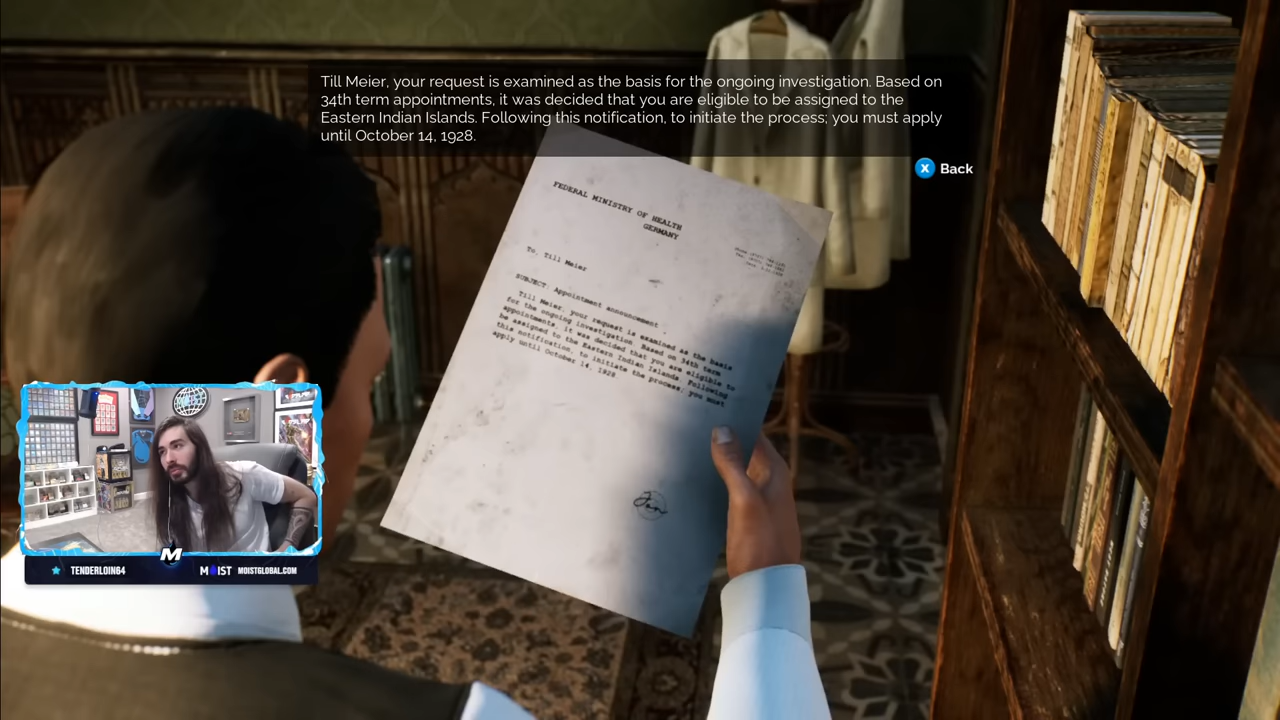 Till Meier, your request is examined as the basis for the ongoing investigation. Based on
34th term appointments, it was decided that you are eligible to be assigned to the
Eastern Indian Islands. Following this notification, to initiate the process; you must apply
until October 14, 1928.
X Back
FEDERAL MINISTRY OF HEALTH
GERMANY
To, Till Meier
SUBJECT: Appointment announcement
Till Meier, your request is examined as the basis
for the ongoing investigation. Based on 34th term
appointments, it was decided that you are eligible to
be assigned to the Eastern Indian Islands. Following
this notification, to initiate the process; you must
apply until October 14, 1928
M
TENDERLOIN64
MOIST MOISTGLOBAL.COM